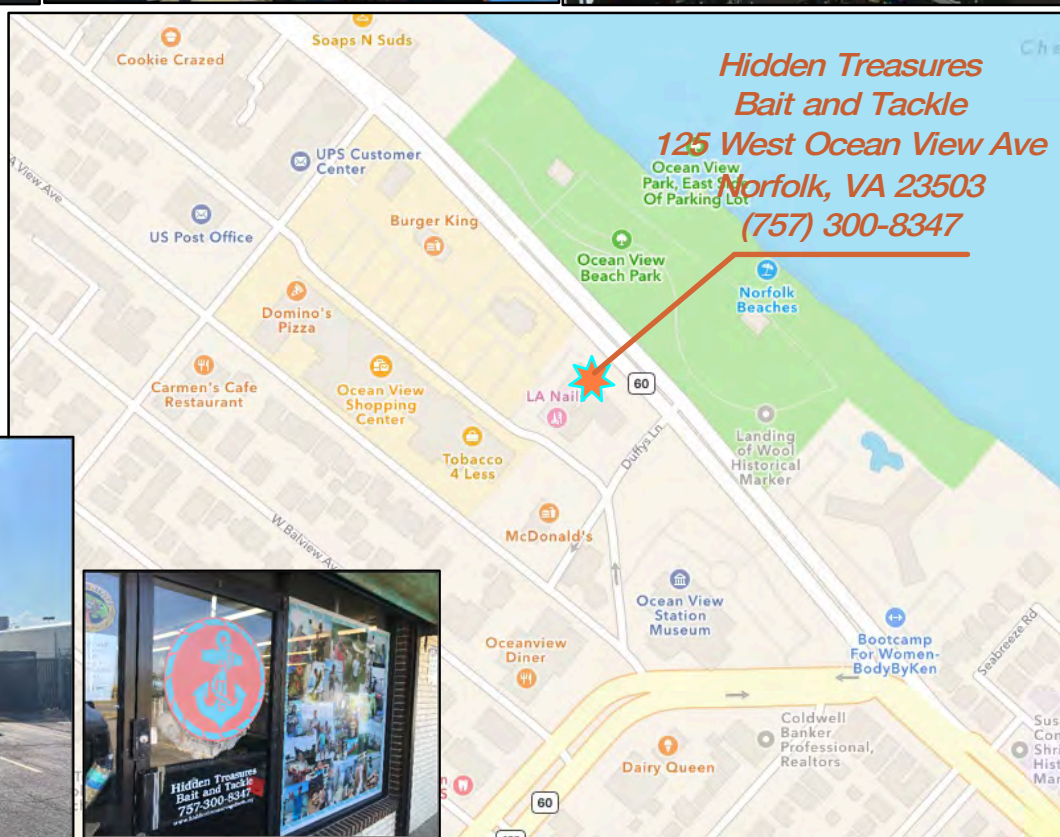 Cookie Crazed
Soaps N Suds
Hidden Treasures
Bait and Tackle
125 West Ocean View Ave
Norfolk, VA 23503
(757) 300-8347
UPS Customer
Center
View Ave
US Post Office
Burger King
Ocean View
Park, East
Of Parking Lot
Ocean View
Beach Park
Norfolk
Beaches
Domino's
Pizza
Carmen's Cafe
Restaurant
Ocean View
Shopping
Center
LA Nail
60
Duffys Ln
Landing
of Wool
Historical
Marker
Tobacco
4 Less
McDonald's
W Balview Av
Ocean View
Station
Museum
Oceanview
Diner
Bootcamp
For Women-
BodyByKen
Seabreeze Rd
Coldwell
Banker
Professional,
Realtors
Dairy Queen
60
Hidden Treasures
Bait and Tackle
757-300-8347